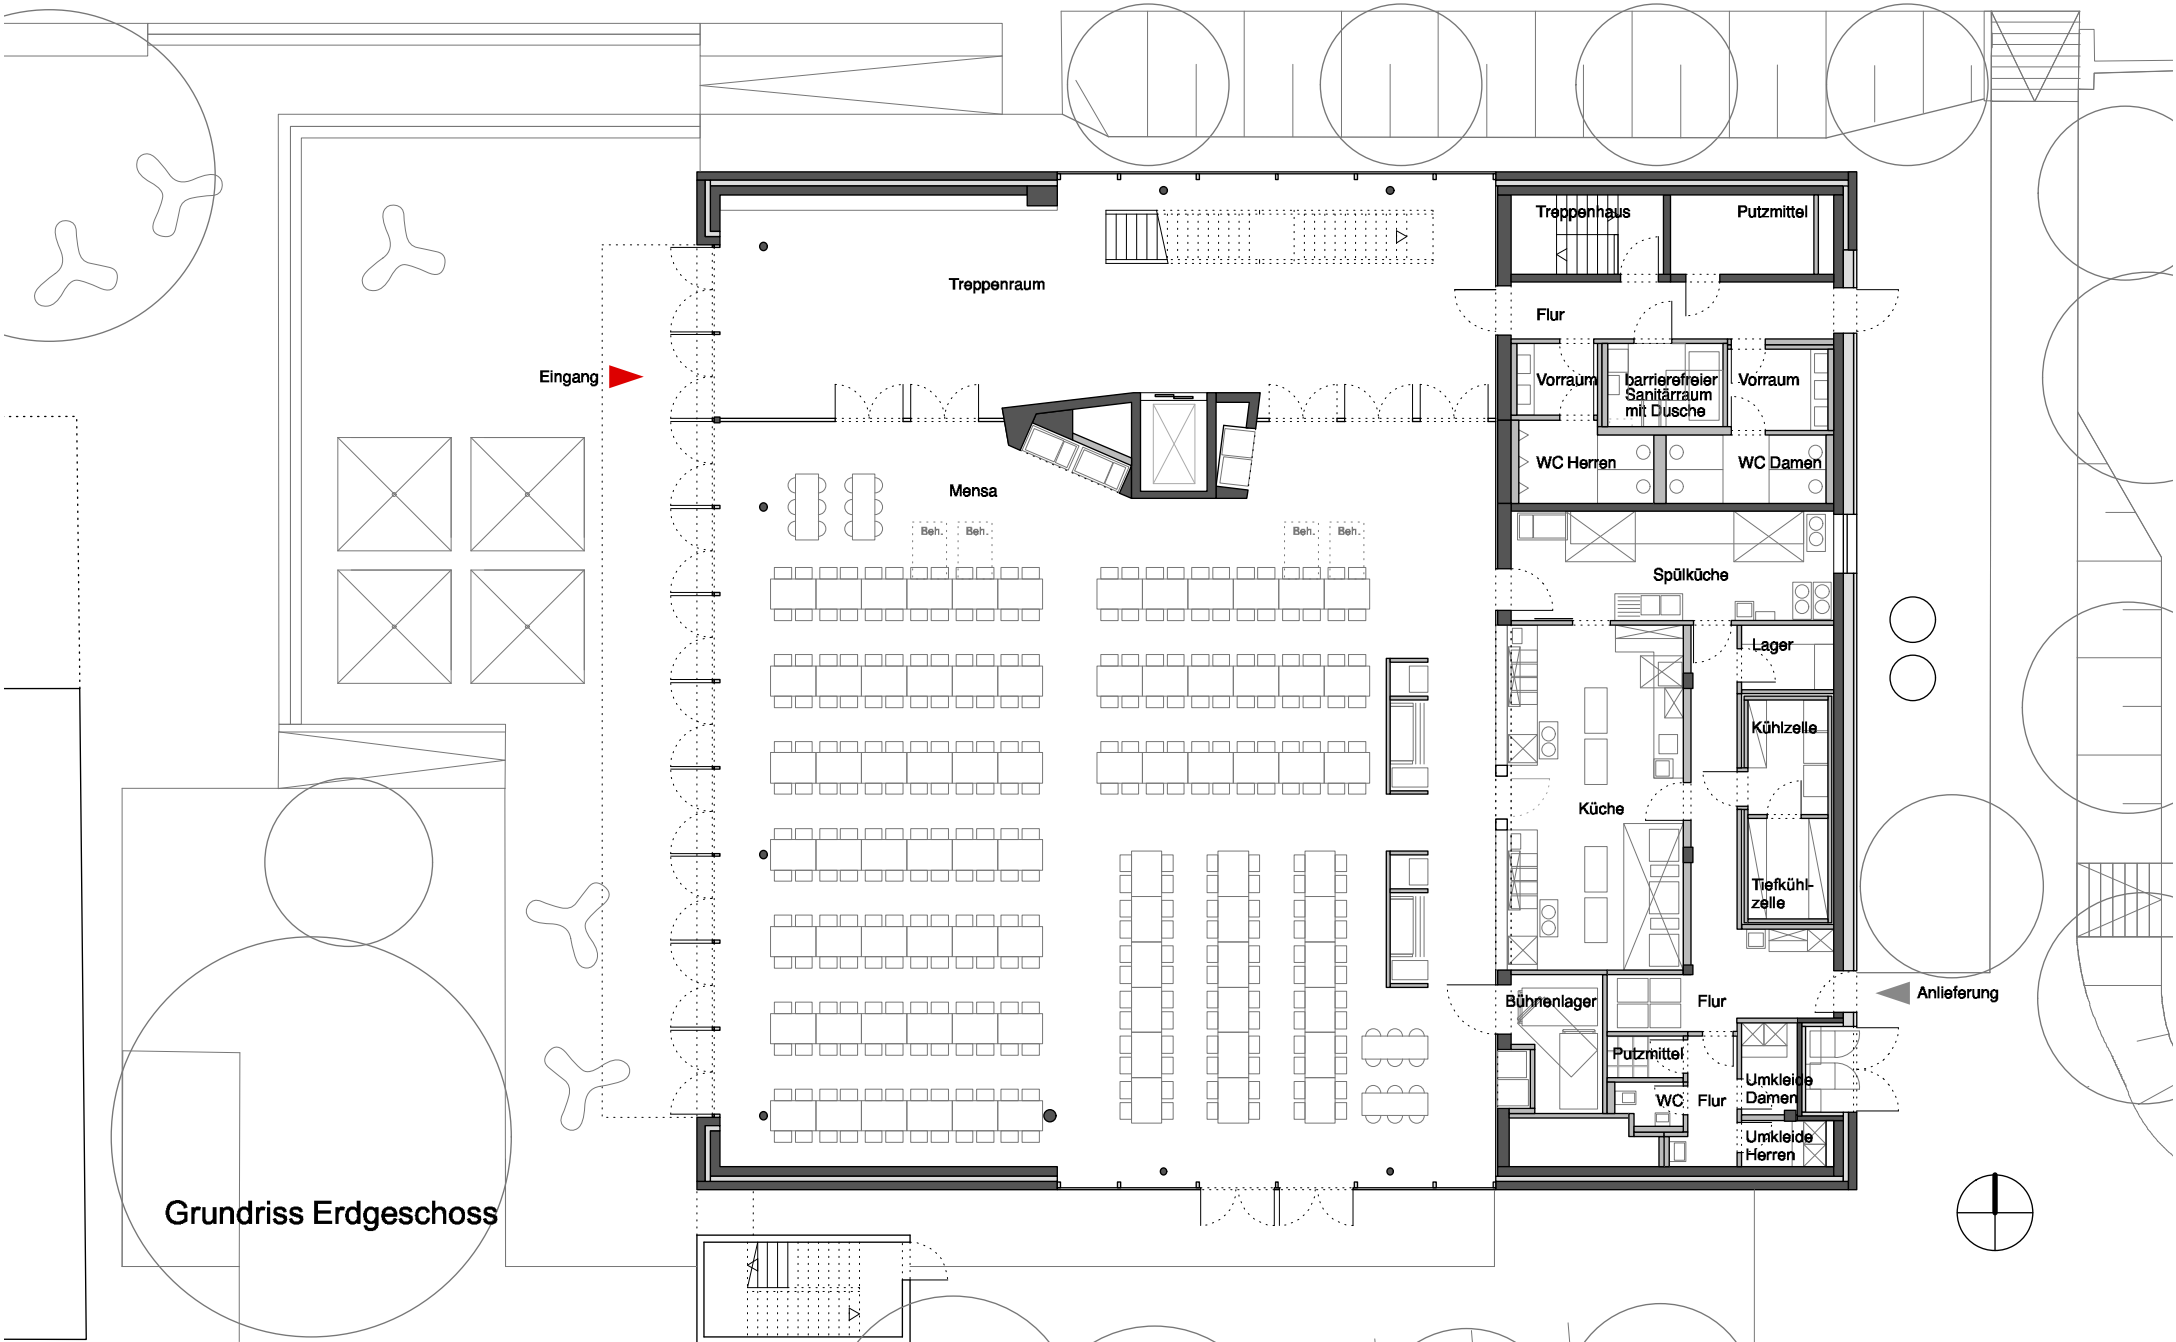 Treppenhaus
Putzmittel
Treppenraum
Flur
Eingang
Vorraum
barrierefreier
Sanitärraum
mit Dusche
Vorraum
WC Herren
WC Damen
Mensa
Beh.
Beh.
Beh.
Beh.
Spülküche
Lager
Kühlzelle
Küche
Tiefkühl-
zelle
Bühnenlager
Flur
Anlieferung
Putzmittel
Umkleide
Damen
WC
Flur
Umkleide
Herren
Grundriss Erdgeschoss